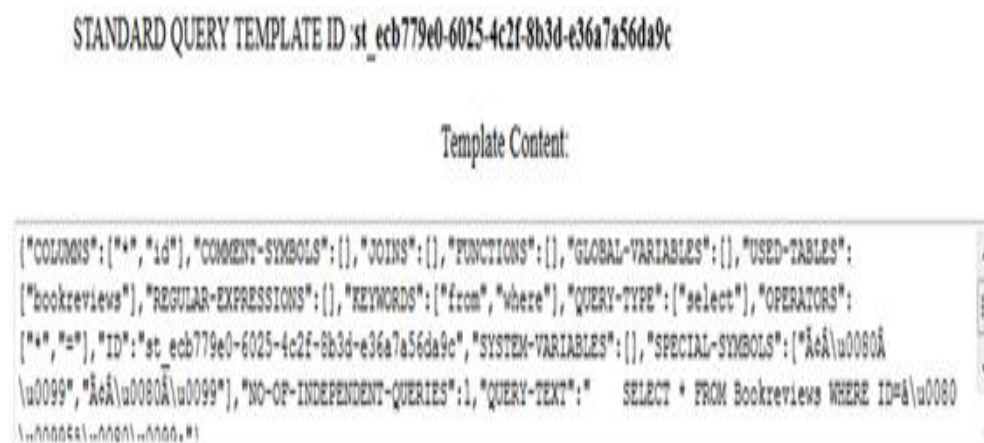 STANDARD QUERY TEMPLATE ID :st_ecb779e0-6025-4c2f-8b3d-e36a7a56da9c
Template Content:
{"COLUMNS":["*","id"],"COMMENT-SYMBOLS":[],"JOINS":[],"FUNCTIONS":[],"GLOBAL-VARIABLES":[],"USED-TABLES":
["bookreviews"],"REGULAR-EXPRESSIONS":[],"KEYWORDS":["from","where"],"QUERY-TYPE":["select"],"OPERATORS":
["*","="],"ID":"st_ecb779e0-6025-4c2f-8b3d-e36a7a56da9c","SYSTEM-VARIABLES":[],"SPECIAL-SYMBOLS":["Ã¢Â\u0080Â
\u0099","Ã¢Â\u0080Â\u0099"],"NO-OF-INDEPENDENT-QUERIES":1,"QUERY-TEXT":" SELECT * FROM Bookreviews WHERE ID=â\u0080